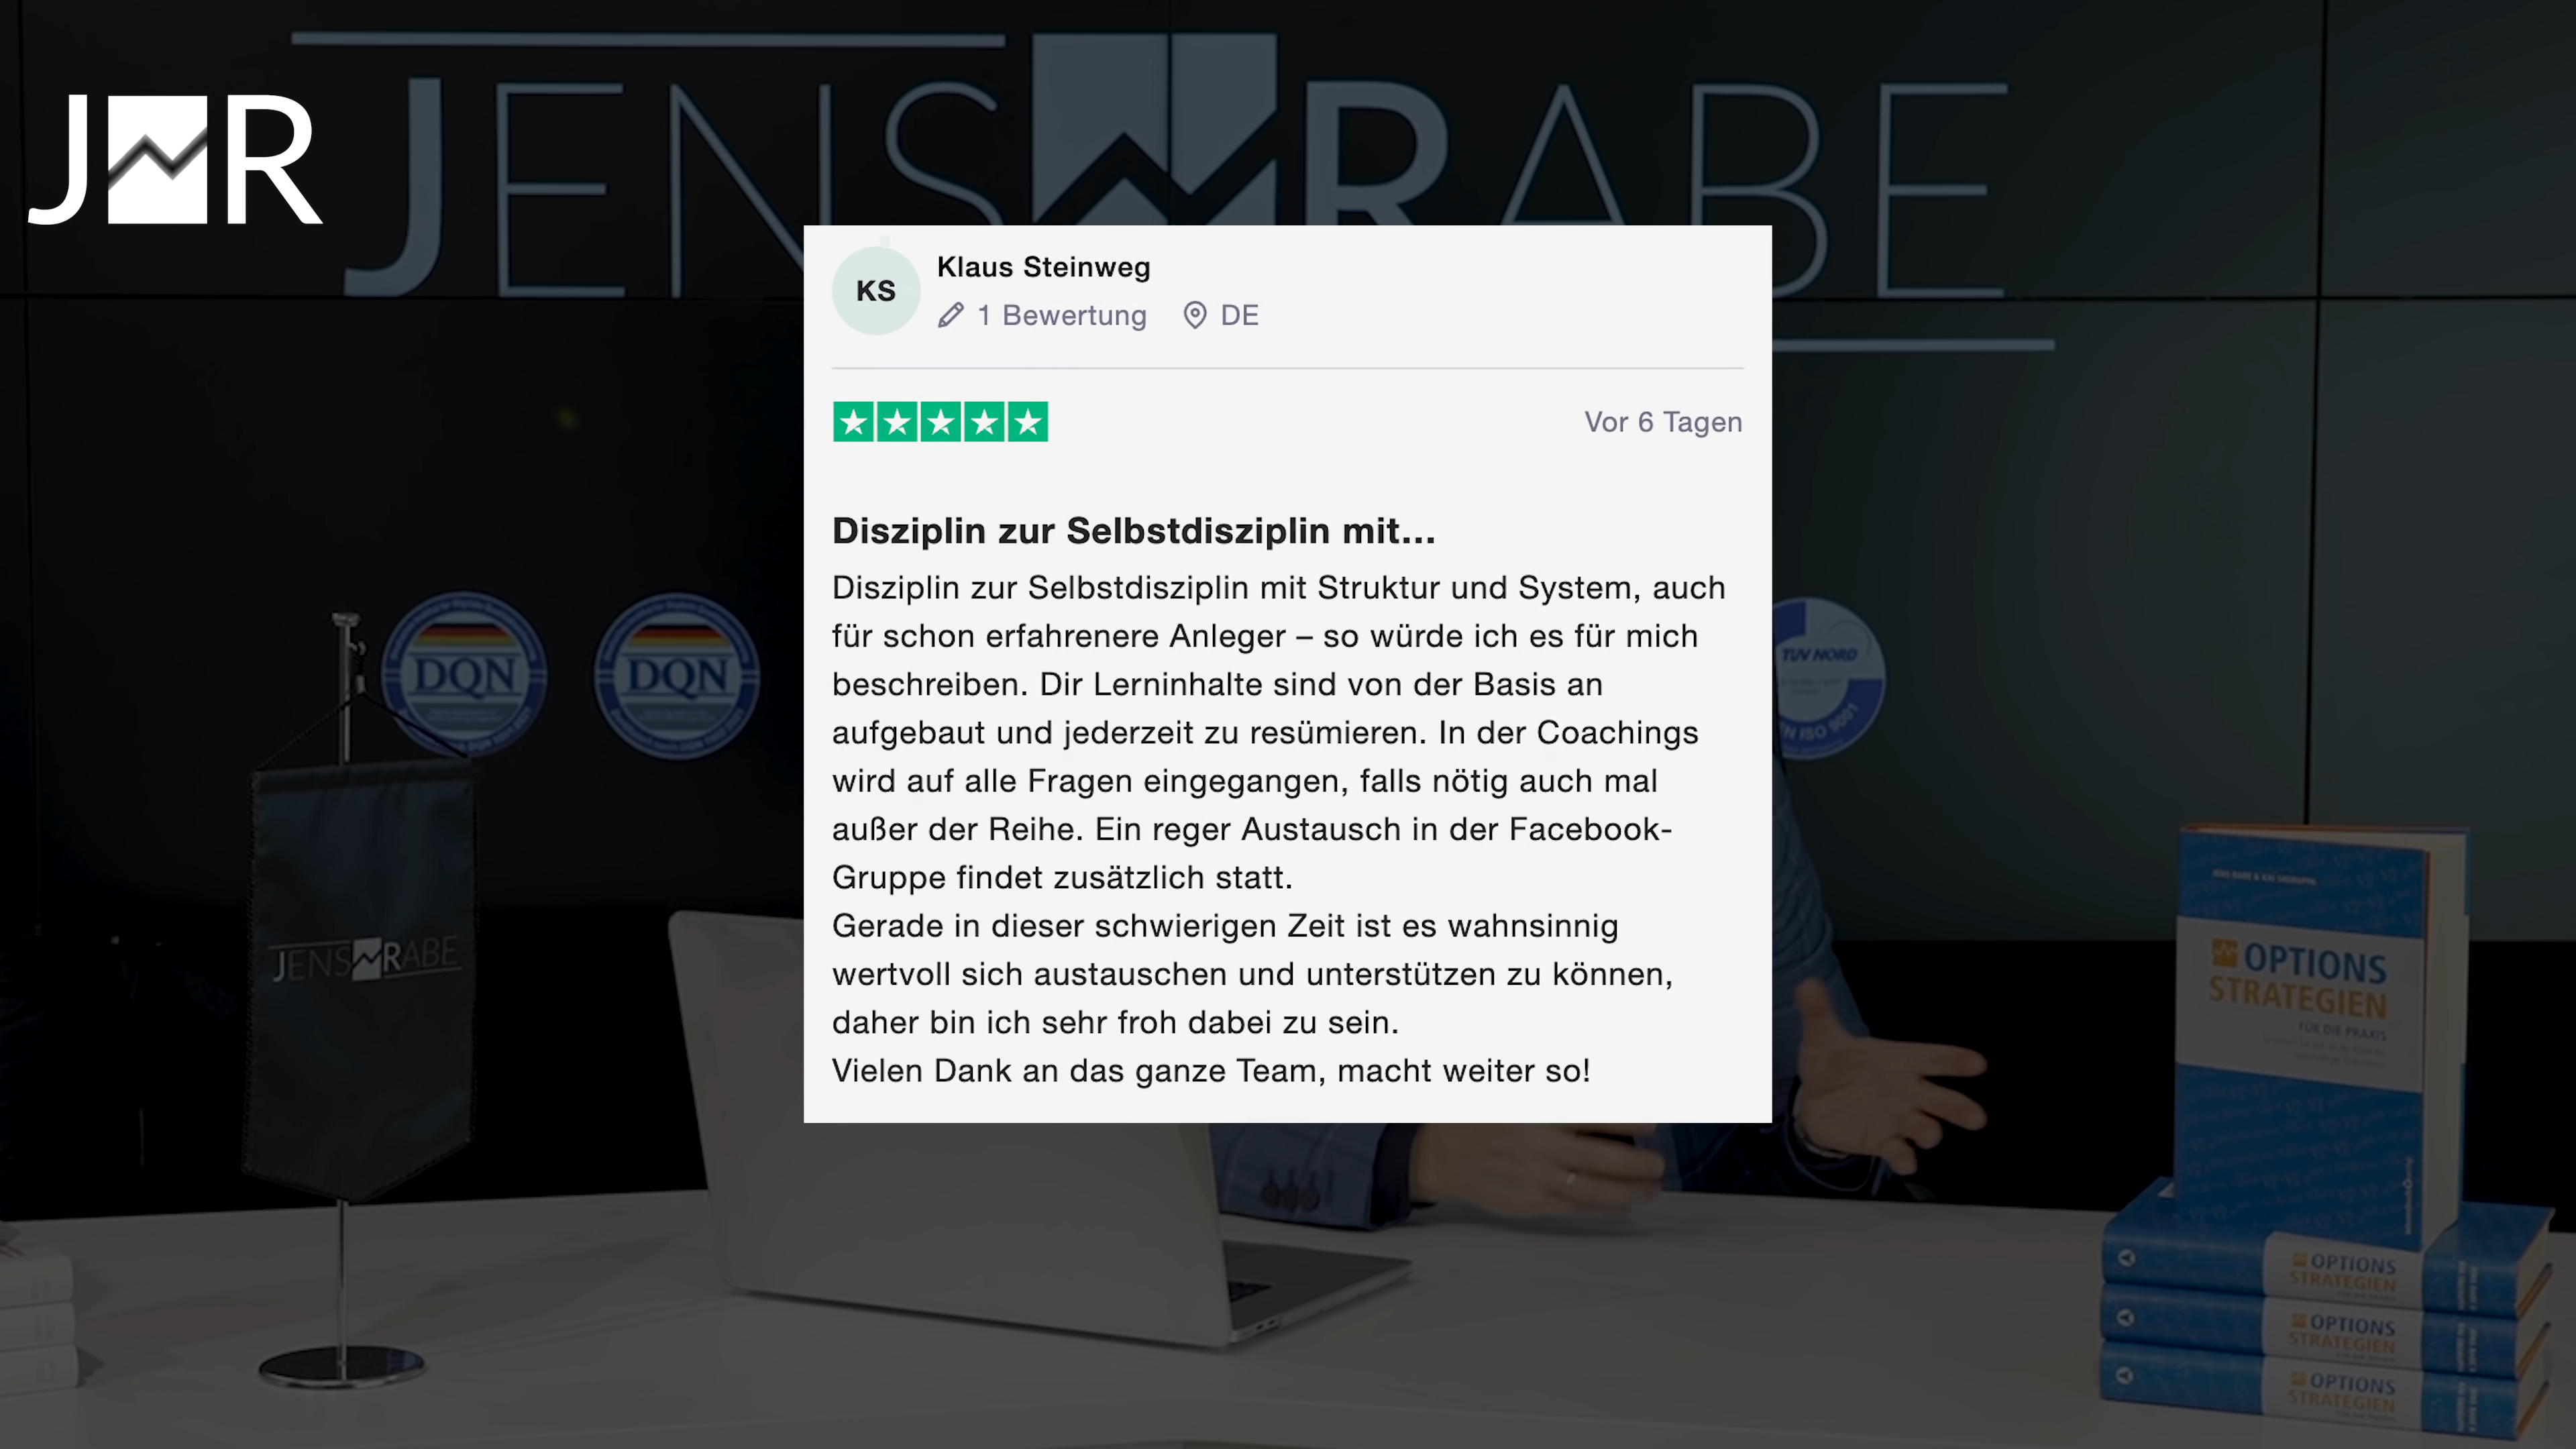 JENS RABE
J R
KS
Klaus Steinweg
1 Bewertung DE
Vor 6 Tagen
Disziplin zur Selbstdisziplin mit...
Disziplin zur Selbstdisziplin mit Struktur und System, auch
für schon erfahrenere Anleger – so würde ich es für mich
beschreiben. Dir Lerninhalte sind von der Basis an
aufgebaut und jederzeit zu resümieren. In der Coachings
wird auf alle Fragen eingegangen, falls nötig auch mal
außer der Reihe. Ein reger Austausch in der Facebook-
Gruppe findet zusätzlich statt.
Gerade in dieser schwierigen Zeit ist es wahnsinnig
wertvoll sich austauschen und unterstützen zu können,
daher bin ich sehr froh dabei zu sein.
Vielen Dank an das ganze Team, macht weiter so!
DQN
DQN
TÜV NORD
EN ISO 9001
JENS RABE
OPTIONS
STRATEGIEN
FÜR DIE PRAXIS
OPTIONS
STRATEGIEN
OPTIONS
STRATEGIEN
OPTIONS
STRATEGIEN